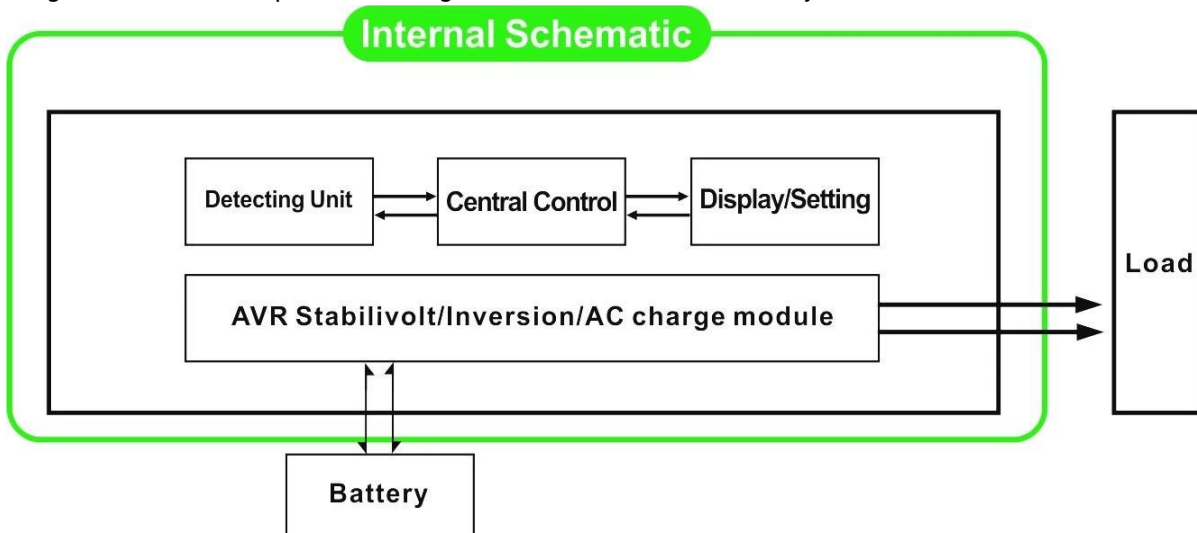 Internal Schematic
Detecting Unit
Central Control
Display/Setting
Load
AVR Stabilivolt/Inversion/AC charge module
Battery